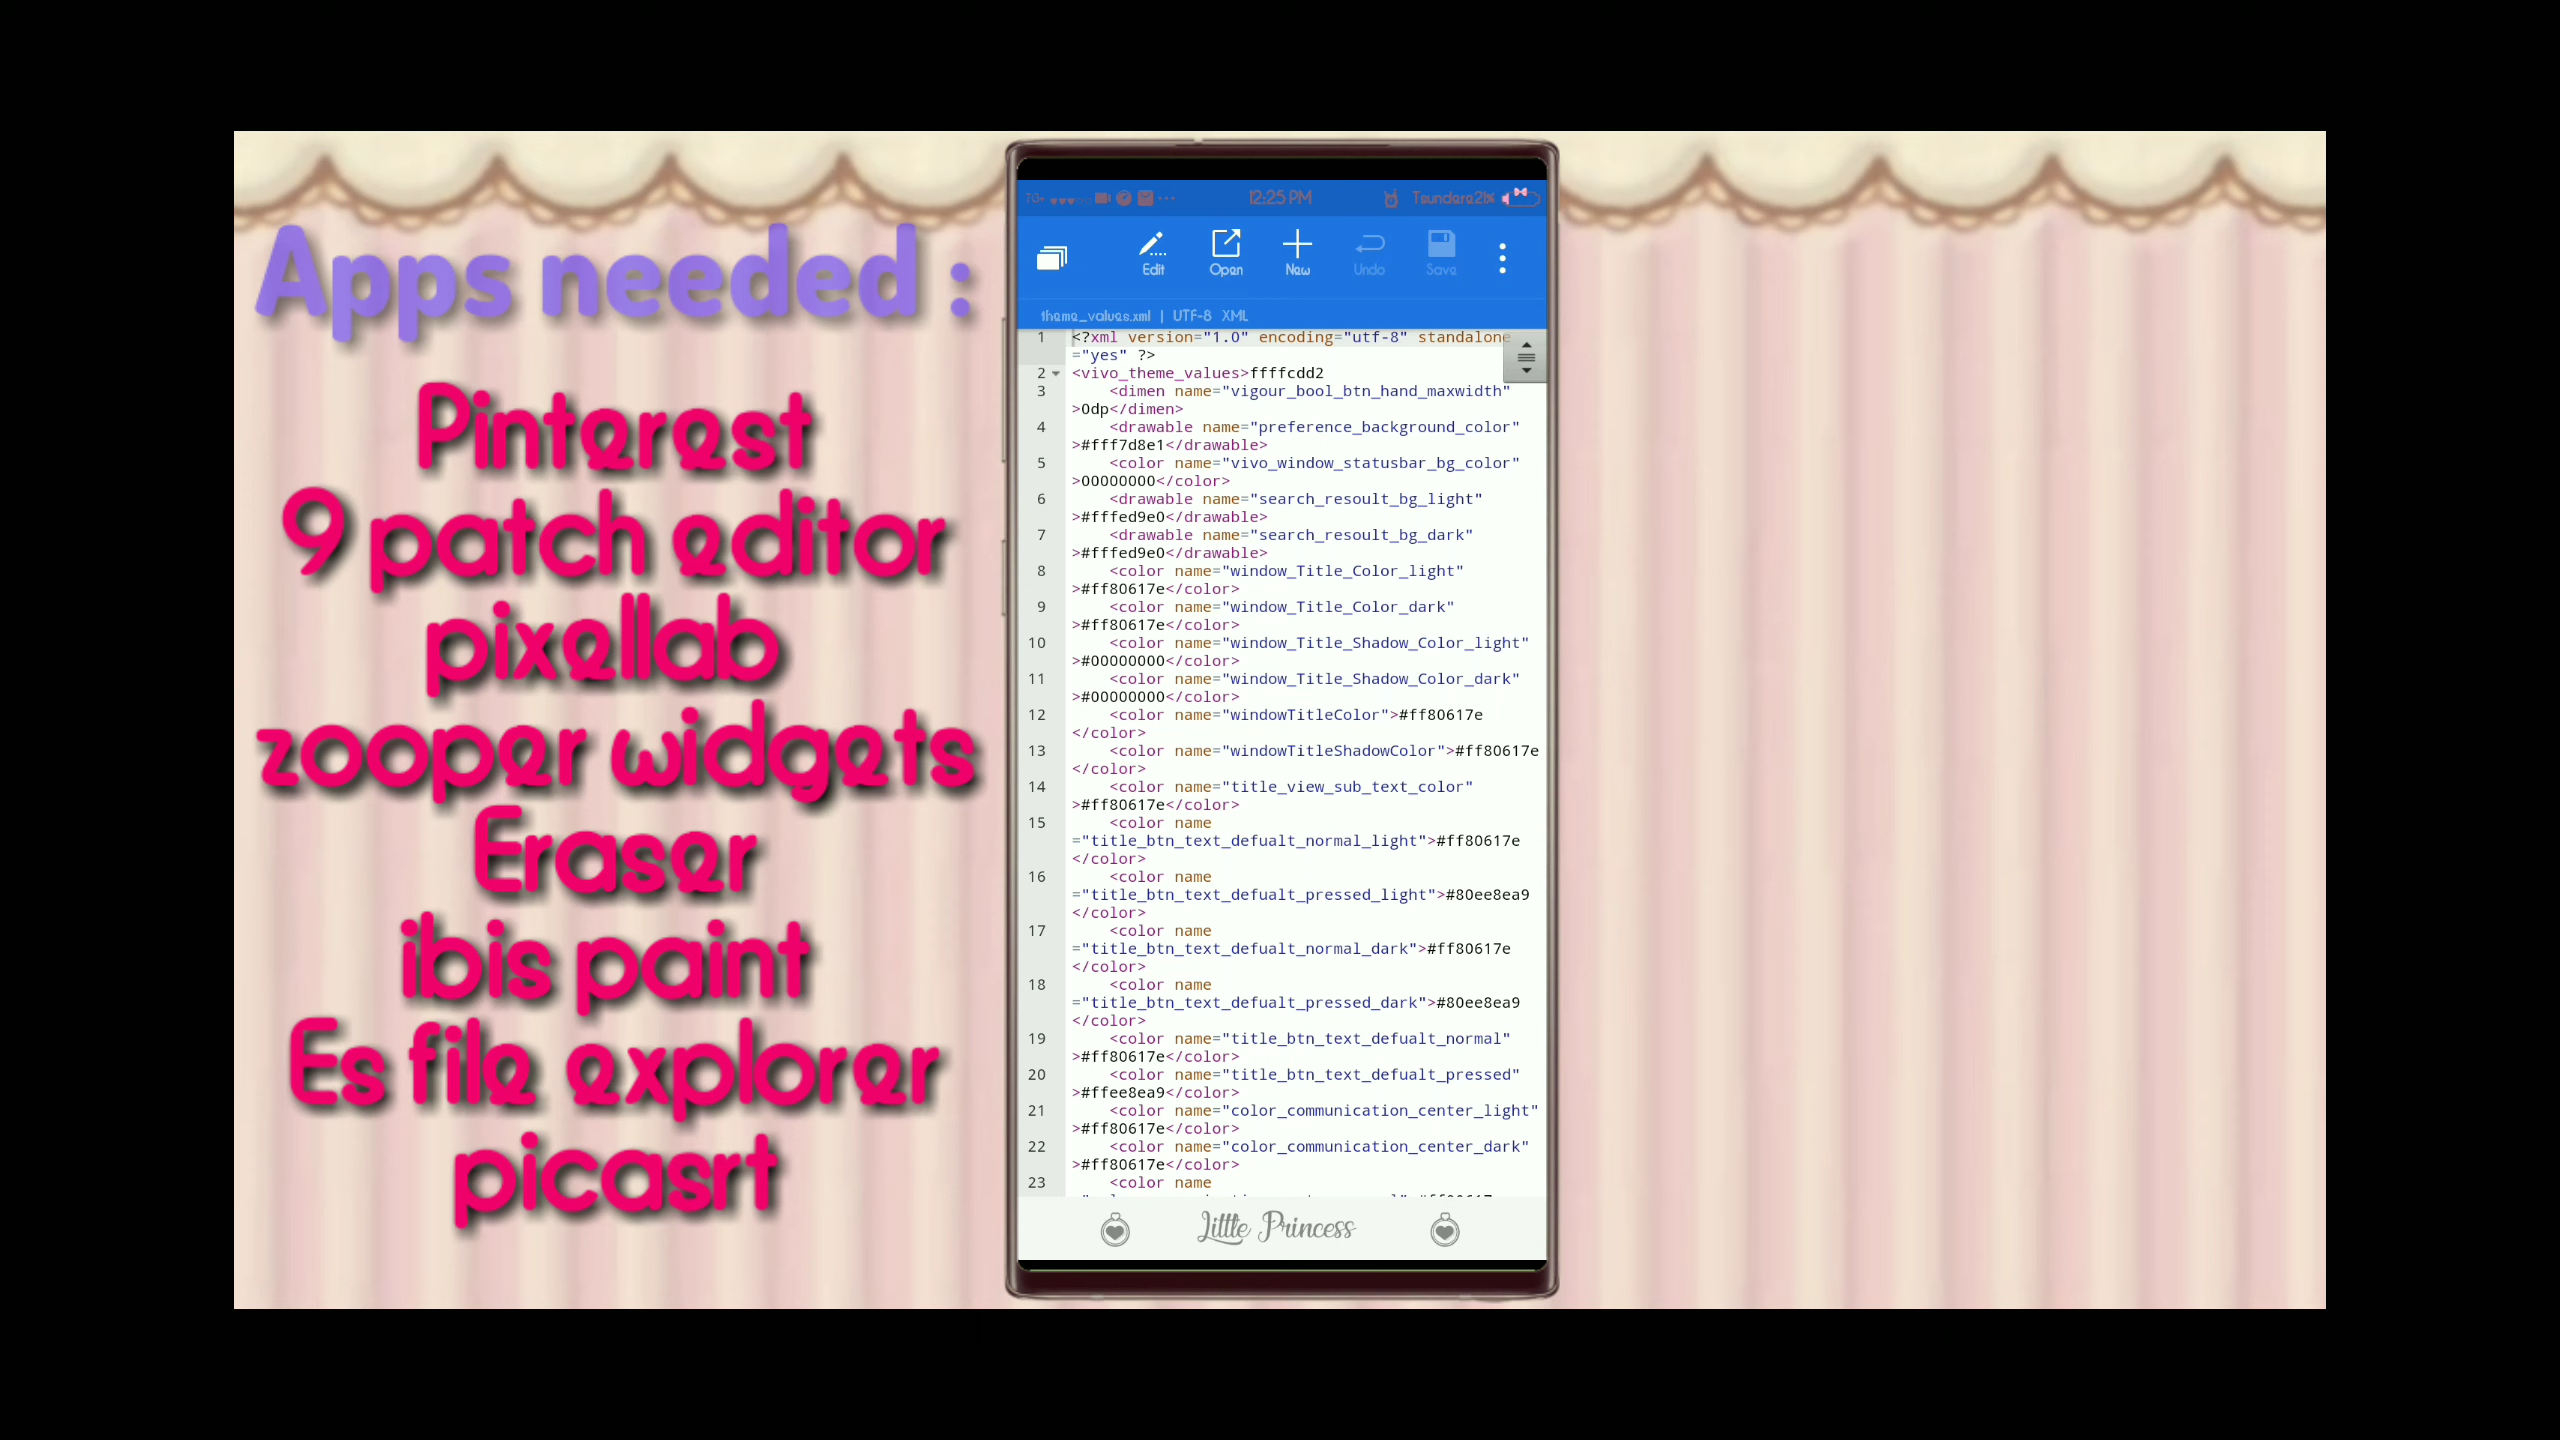 Apps needed :
Pinterest
9 patch editor
pixellab
zooper widgets
Eraser
ibis paint
Es file explorer
picasrt
7G+ 12:25 PM Tsundere21%
Edit Open New Undo Save
theme_values.xml | UTF-8 XML
1 <?xml version="1.0" encoding="utf-8" standalone
="yes" ?>
2 <vivo_theme_values>ffffcdd2
3 <dimen name="vigour_bool_btn_hand_maxwidth"
>0dp</dimen>
4 <drawable name="preference_background_color"
>#fff7d8e1</drawable>
5 <color name="vivo_window_statusbar_bg_color"
>00000000</color>
6 <drawable name="search_resoult_bg_light"
>#fffed9e0</drawable>
7 <drawable name="search_resoult_bg_dark"
>#fffed9e0</drawable>
8 <color name="window_Title_Color_light"
>#ff80617e</color>
9 <color name="window_Title_Color_dark"
>#ff80617e</color>
10 <color name="window_Title_Shadow_Color_light"
>#00000000</color>
11 <color name="window_Title_Shadow_Color_dark"
>#00000000</color>
12 <color name="windowTitleColor">#ff80617e
</color>
13 <color name="windowTitleShadowColor">#ff80617e
</color>
14 <color name="title_view_sub_text_color"
>#ff80617e</color>
15 <color name
="title_btn_text_defualt_normal_light">#ff80617e
</color>
16 <color name
="title_btn_text_defualt_pressed_light">#80ee8ea9
</color>
17 <color name
="title_btn_text_defualt_normal_dark">#ff80617e
</color>
18 <color name
="title_btn_text_defualt_pressed_dark">#80ee8ea9
</color>
19 <color name="title_btn_text_defualt_normal"
>#ff80617e</color>
20 <color name="title_btn_text_defualt_pressed"
>#ffee8ea9</color>
21 <color name="color_communication_center_light"
>#ff80617e</color>
22 <color name="color_communication_center_dark"
>#ff80617e</color>
23 <color name
Little Princess